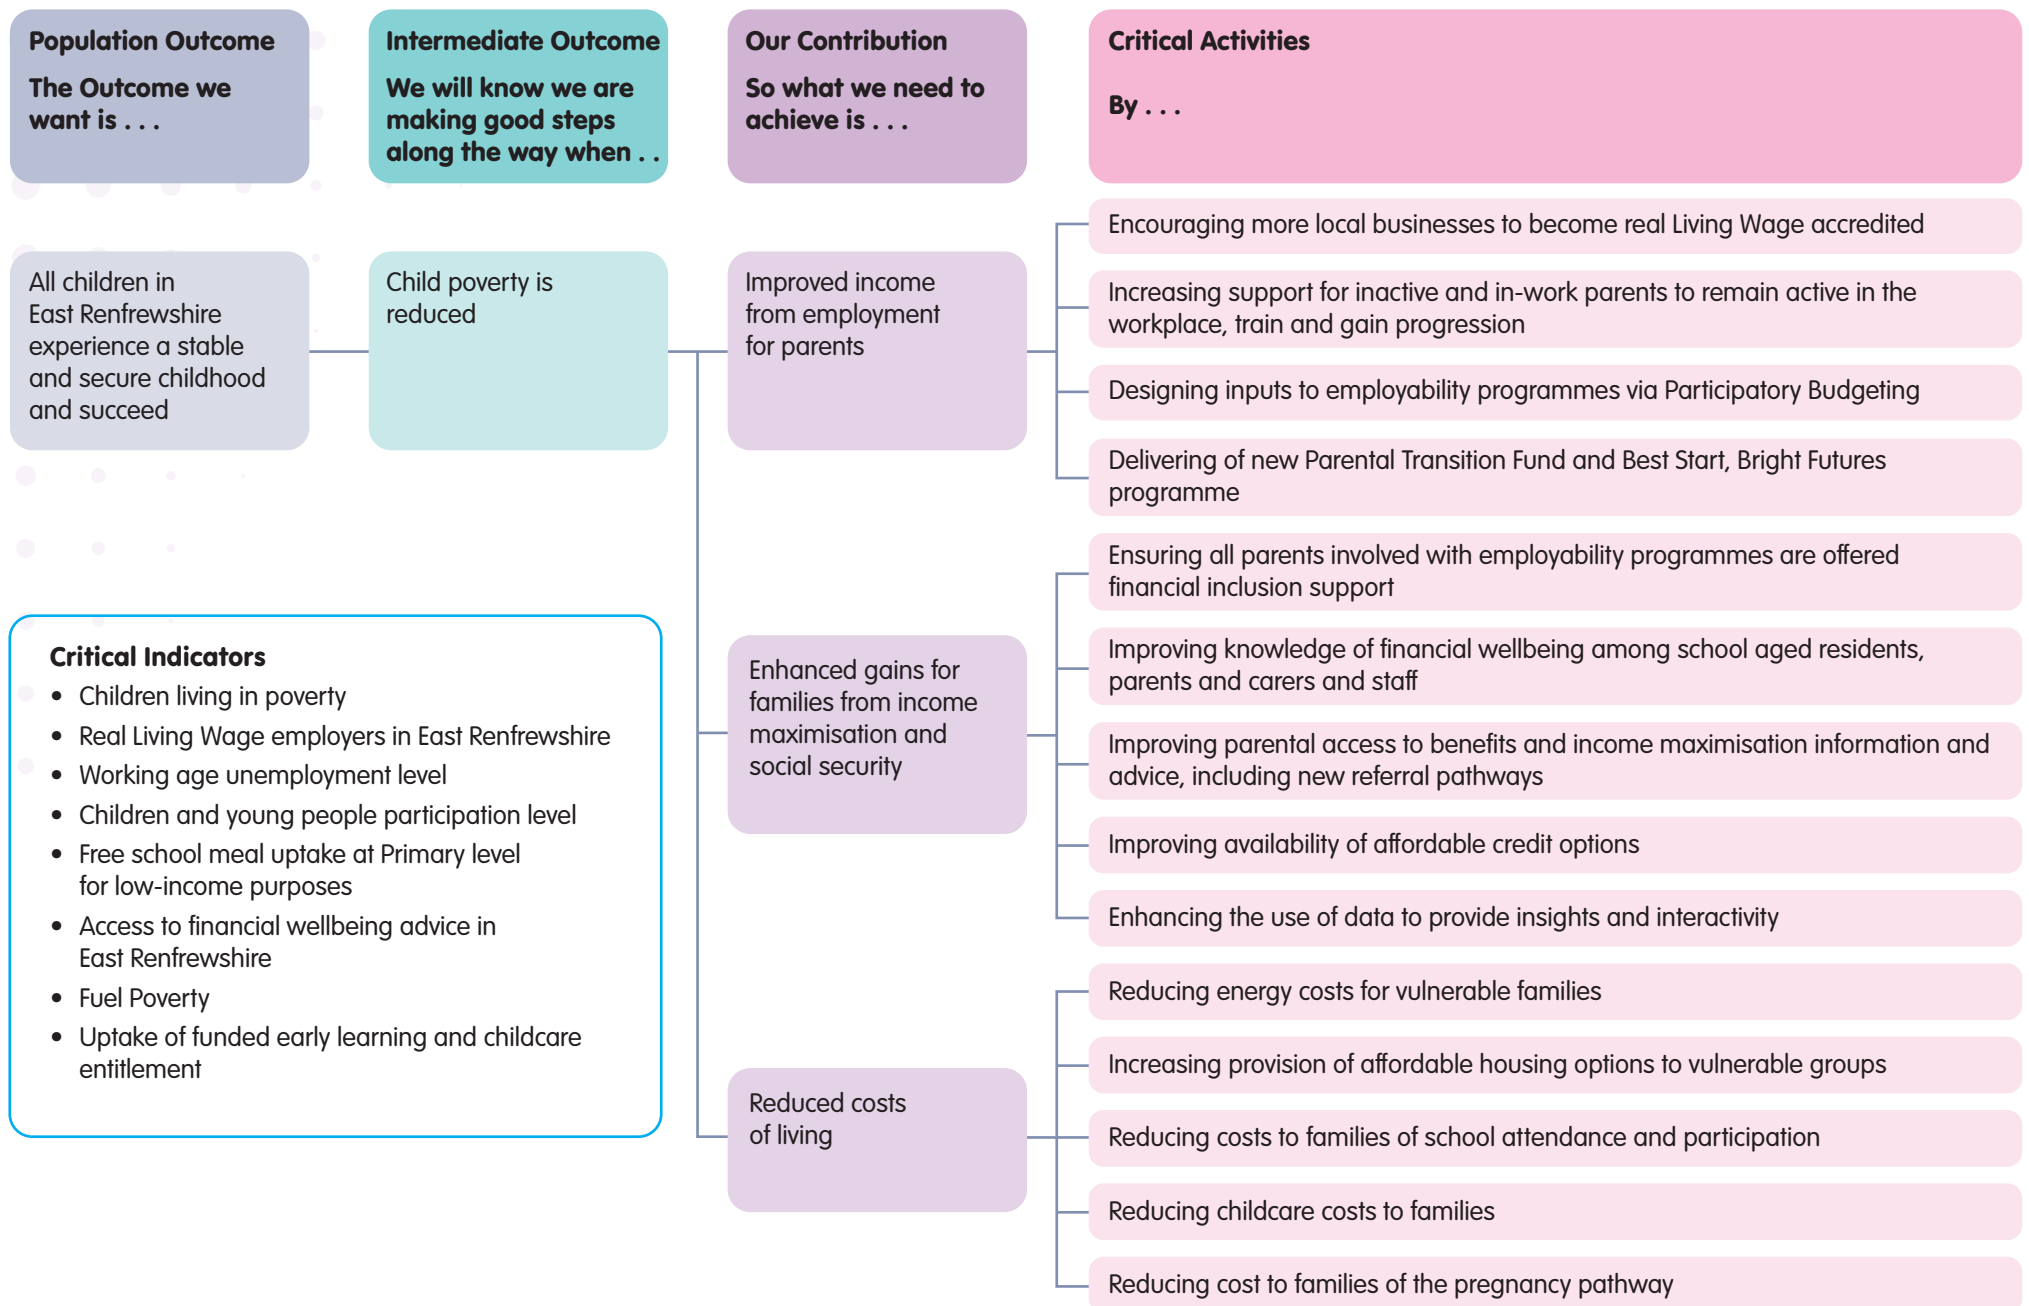 Population Outcome
The Outcome we
want is . . .
Intermediate Outcome
We will know we are
making good steps
along the way when . .
Our Contribution
So what we need to
achieve is . . .
Critical Activities
By . . .
All children in
East Renfrewshire
experience a stable
and secure childhood
and succeed
Child poverty is
reduced
Improved income
from employment
for parents
Encouraging more local businesses to become real Living Wage accredited
Increasing support for inactive and in-work parents to remain active in the
workplace, train and gain progression
Designing inputs to employability programmes via Participatory Budgeting
Delivering of new Parental Transition Fund and Best Start, Bright Futures
programme
Enhanced gains for
families from income
maximisation and
social security
Ensuring all parents involved with employability programmes are offered
financial inclusion support
Improving knowledge of financial wellbeing among school aged residents,
parents and carers and staff
Improving parental access to benefits and income maximisation information and
advice, including new referral pathways
Improving availability of affordable credit options
Enhancing the use of data to provide insights and interactivity
Reduced costs
of living
Reducing energy costs for vulnerable families
Increasing provision of affordable housing options to vulnerable groups
Reducing costs to families of school attendance and participation
Reducing childcare costs to families
Reducing cost to families of the pregnancy pathway
Critical Indicators
• Children living in poverty
• Real Living Wage employers in East Renfrewshire
• Working age unemployment level
• Children and young people participation level
• Free school meal uptake at Primary level
for low-income purposes
• Access to financial wellbeing advice in
East Renfrewshire
• Fuel Poverty
• Uptake of funded early learning and childcare
entitlement